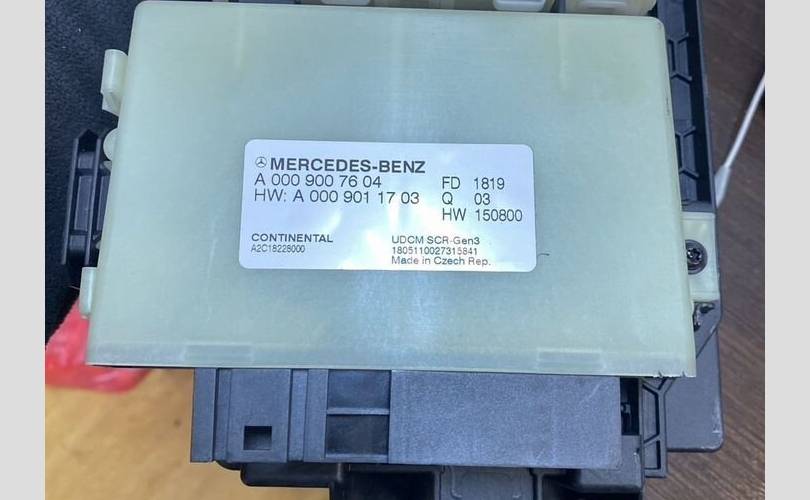 MERCEDES-BENZ
A 000 900 76 04
HW: A 000 901 17 03
FD 1819
Q 03
HW 150800
CONTINENTAL
A2C18228000
UDCM SCR-Gen3
1805110027315841
Made in Czech Rep.